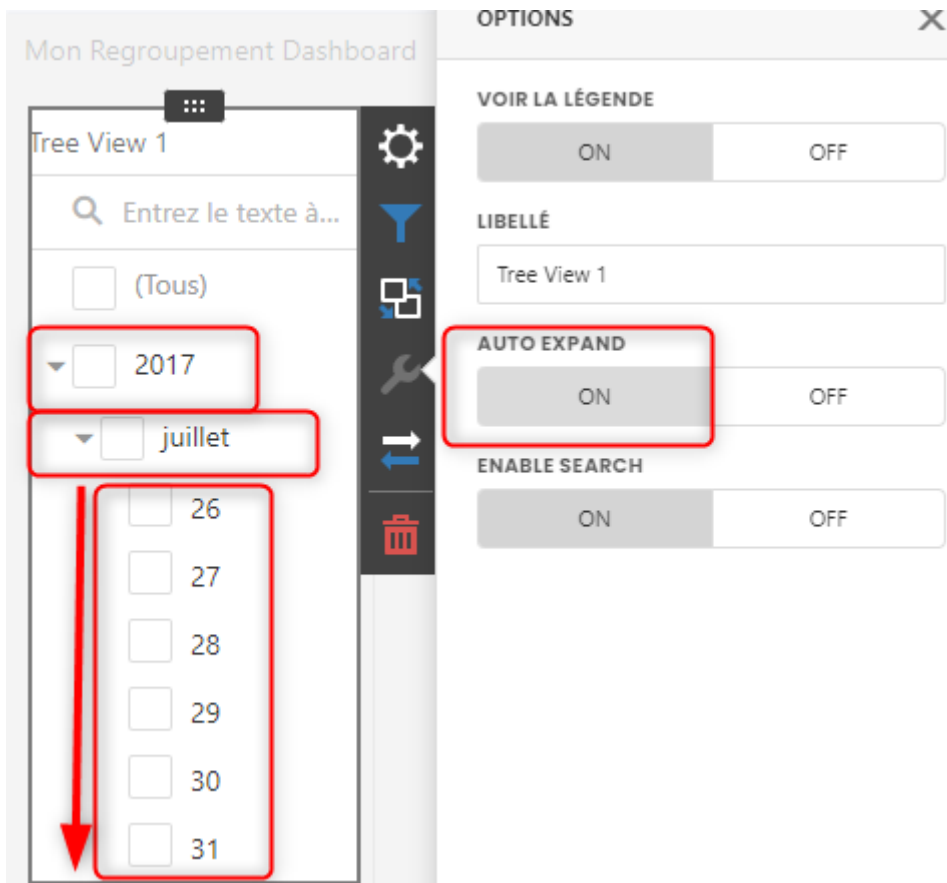 Mon Regroupement Dashboard
Tree View 1
Entrez le texte à...
(Tous)
2017
juillet
26
27
28
29
30
31
OPTIONS
VOIR LA LÉGENDE
ON OFF
LIBELLÉ
Tree View 1
AUTO EXPAND
ON OFF
ENABLE SEARCH
ON OFF